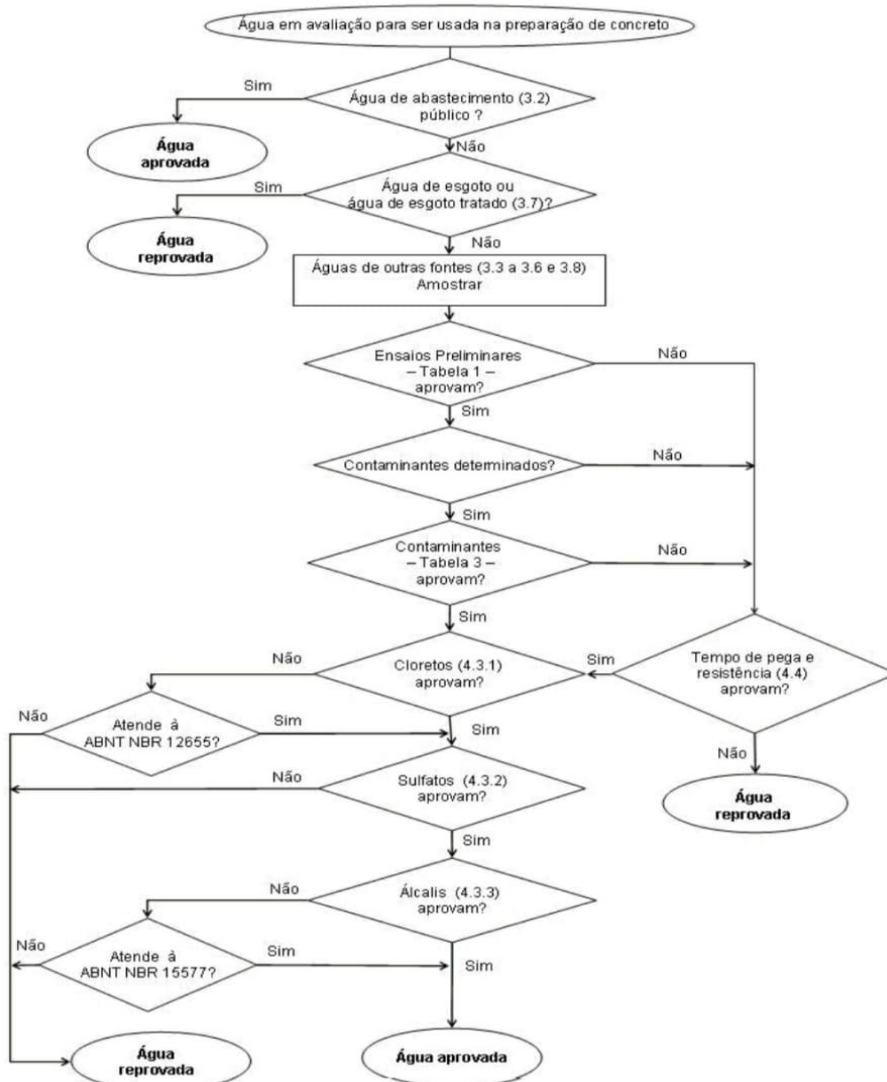 Água em avaliação para ser usada na preparação de concreto
Sim
Água de abastecimento (3.2)
público ?
Água
aprovada
Não
Sim
Água de esgoto ou
água de esgoto tratado (3.7)?
Água
reprovada
Não
Águas de outras fontes (3.3 a 3.6 e 3.8)
Amostrar
Ensaios Preliminares
– Tabela 1 –
aprovam?
Não
Sim
Contaminantes determinados?
Não
Sim
Contaminantes
– Tabela 3 –
aprovam?
Não
Sim
Não
Cloretos (4.3.1)
aprovam?
Sim
Tempo de pega e
resistência (4.4)
aprovam?
Não
Atende à
ABNT NBR 12655?
Sim
Sim
Não
Não
Sulfatos (4.3.2)
aprovam?
Água
reprovada
Sim
Não
Álcalis (4.3.3)
aprovam?
Não
Atende à
ABNT NBR 15577?
Sim
Sim
Água
reprovada
Água aprovada